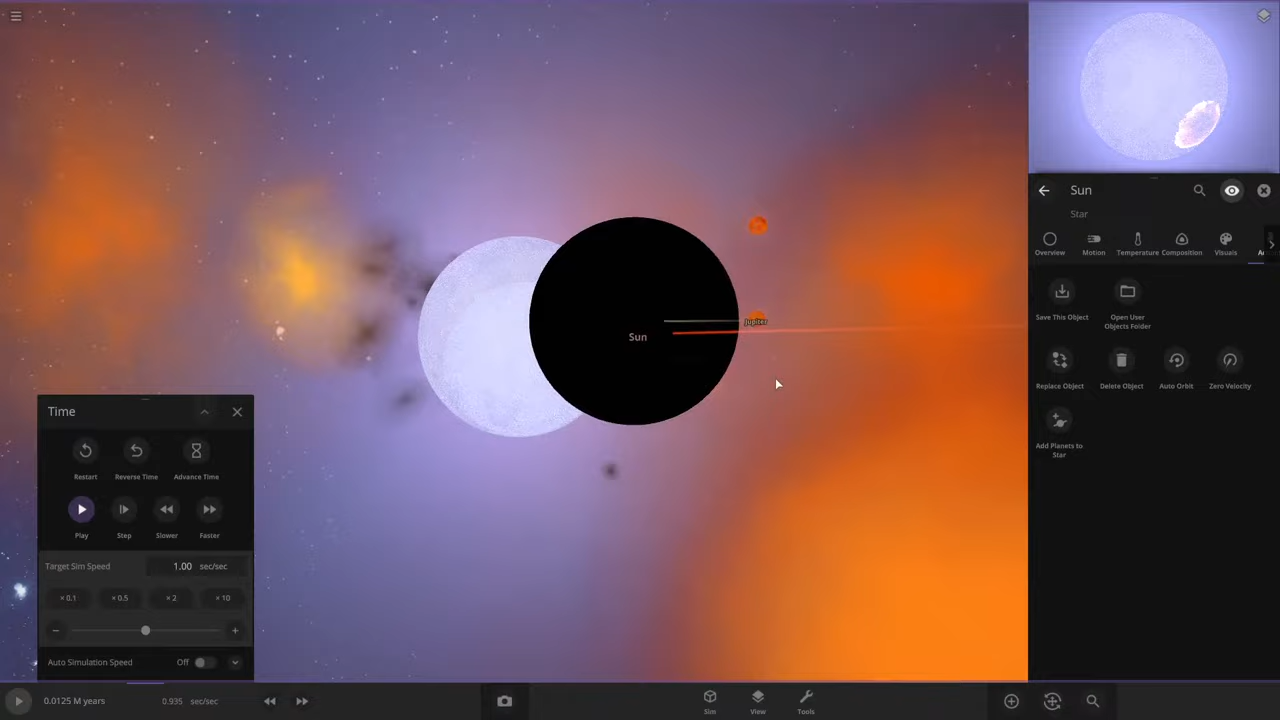 Sun
Star
Overview
Motion
Temperature
Composition
Visuals
Save This Object
Open User
Objects Folder
Replace Object
Delete Object
Auto Orbit
Zero Velocity
Add Planets to
Star
Jupiter
Sun
Time
Restart
Reverse Time
Advance Time
Play
Step
Slower
Faster
Target Sim Speed
1.00 sec/sec
× 0.1
× 0.5
× 2
× 10
Auto Simulation Speed
Off
0.0125 M years
0.935 sec/sec
Sim
View
Tools